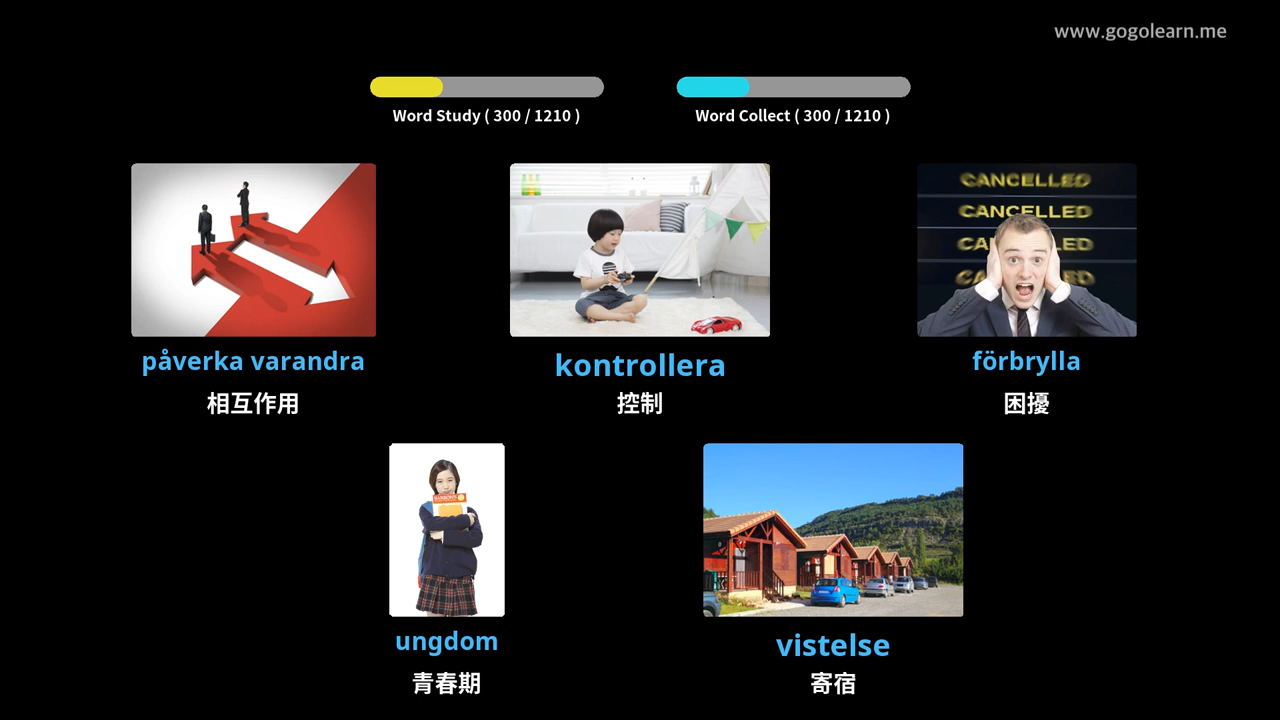 www.gogolearn.me
Word Study ( 300 / 1210 )
Word Collect ( 300 / 1210 )
CANCELLED
CANCELLED
påverka varandra
kontrollera
förbrylla
相互作用
控制
困擾
ungdom
vistelse
青春期
寄宿